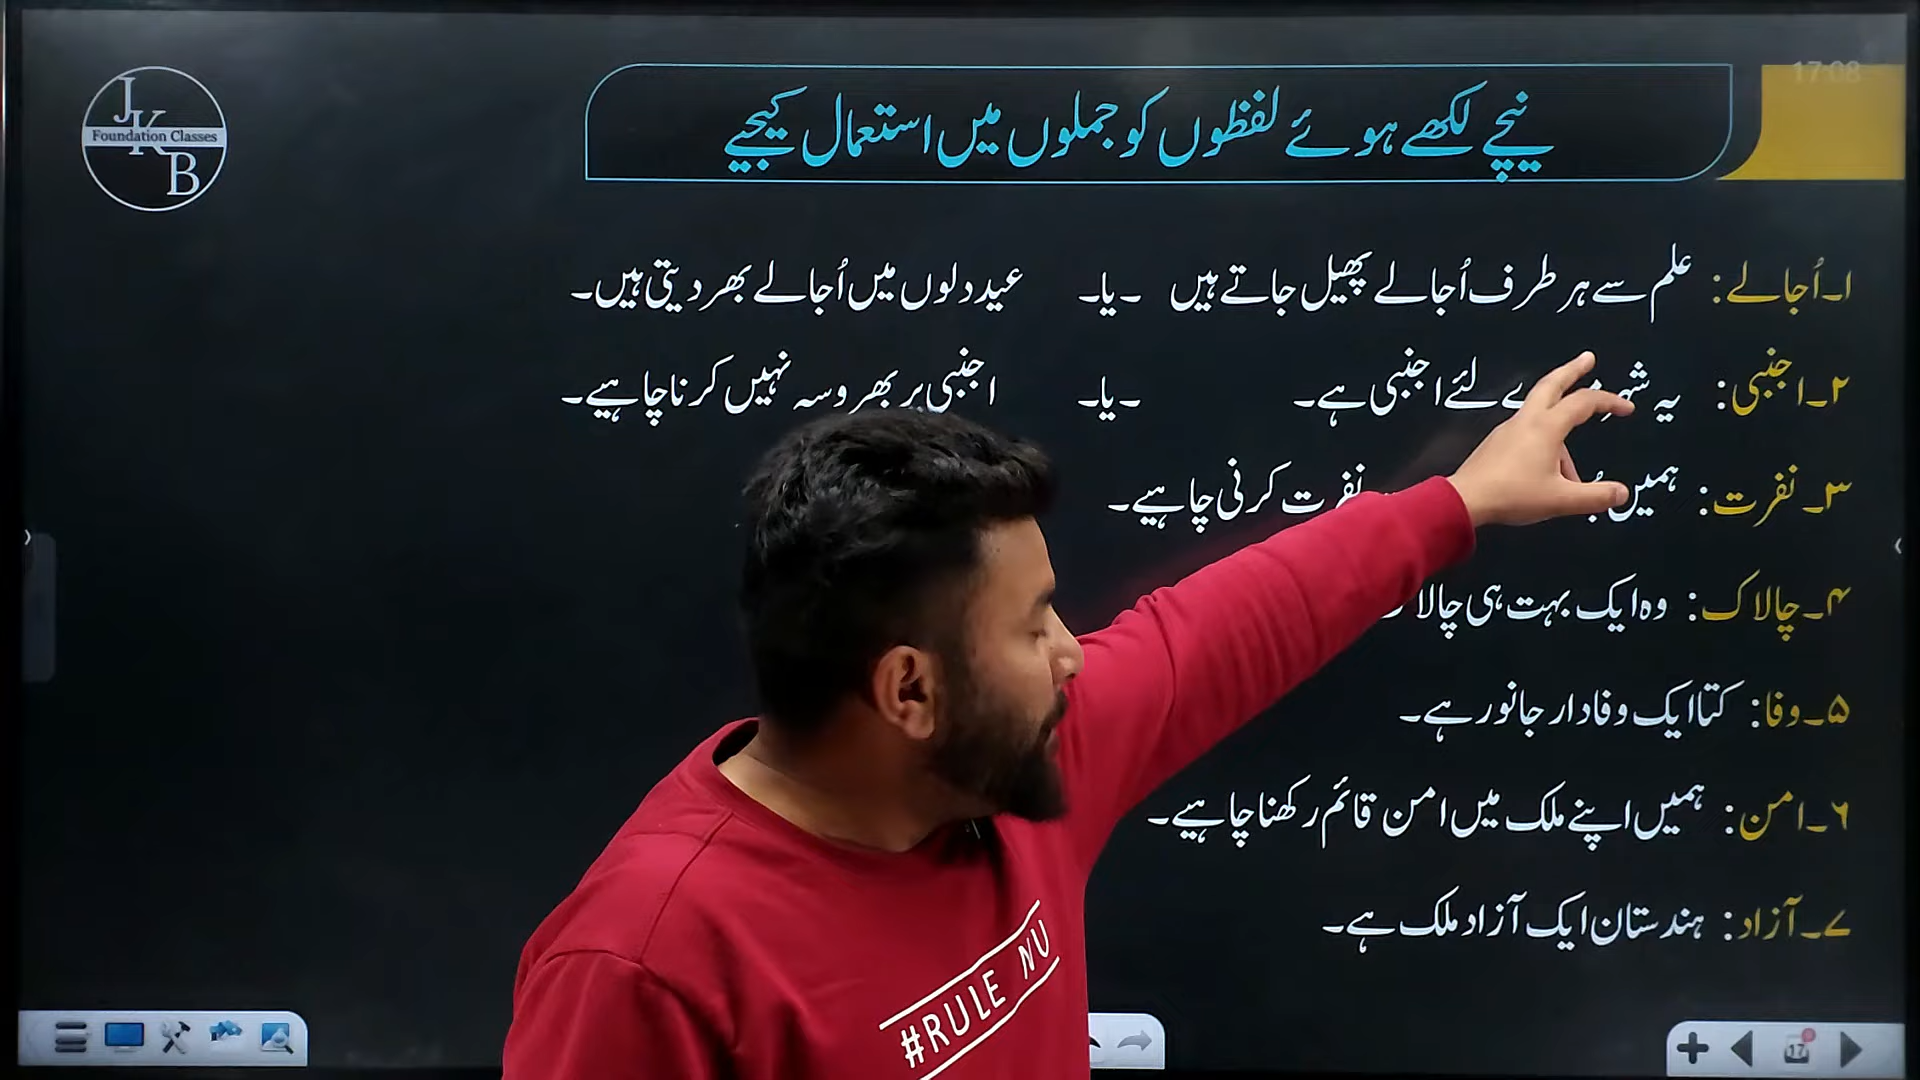 17:08
JKB
Foundation Classes
نیچے لکھے ہوئے لفظوں کو جملوں میں استعمال کیجیے
۱۔اُجالے: علم سے ہر طرف اُجالے پھیل جاتے ہیں ۔یا۔ عید دلوں میں اُجالے بھر دیتی ہیں۔
۲۔اجنبی: یہ شہر لئے اجنبی ہے۔ ۔یا۔ اجنبی پر بھروسہ نہیں کرنا چاہیے۔
۳۔نفرت: ہمیں نفرت کرنی چاہیے۔
۴۔چالاک: وہ ایک بہت ہی
۵۔وفا: کتا ایک وفادار جانور ہے۔
۶۔امن: ہمیں اپنے ملک میں امن قائم رکھنا چاہیے۔
۷۔آزاد: ہندستان ایک آزاد ملک ہے۔
#RULE NU
17